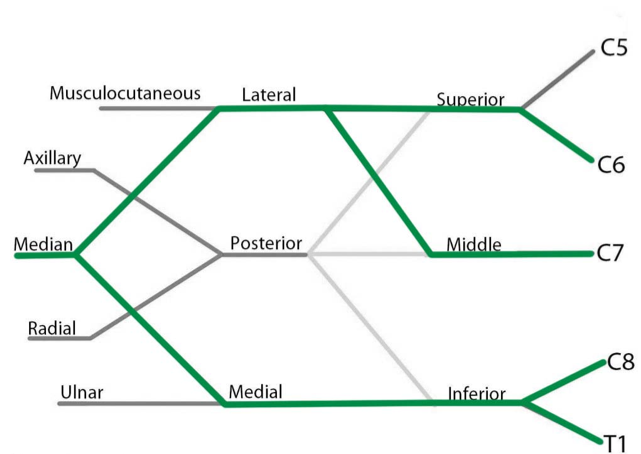 C5
Musculocutaneous Lateral Superior
Axillary C6
Median Posterior Middle C7
Radial
C8
Ulnar Medial Inferior
T1